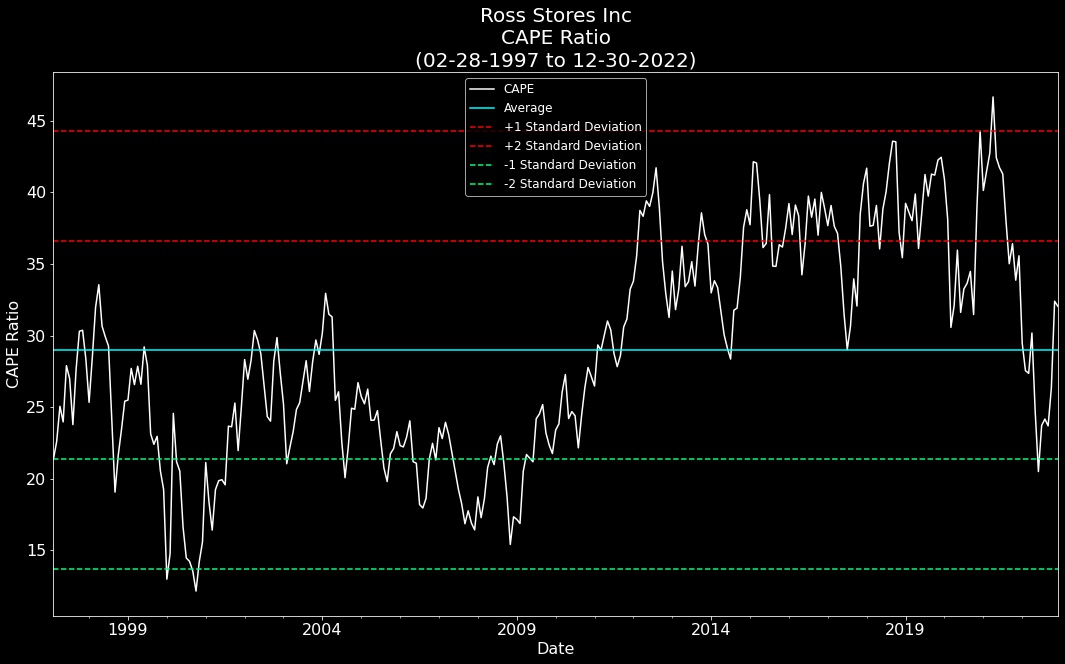 Ross Stores Inc
CAPE Ratio
(02-28-1997 to 12-30-2022)
CAPE
Average
+1 Standard Deviation
+2 Standard Deviation
-1 Standard Deviation
-2 Standard Deviation
CAPE Ratio
45
40
35
30
25
20
15
1999
2004
2009
2014
2019
Date